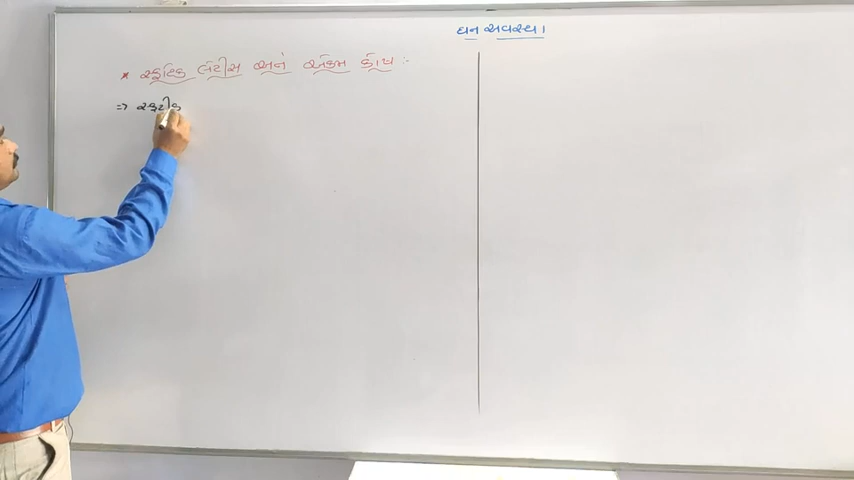 ઘન અવસ્થા
* સ્ફટિક લેટીસ અને એકમ કોષ :-
⇒ સ્ફટીક